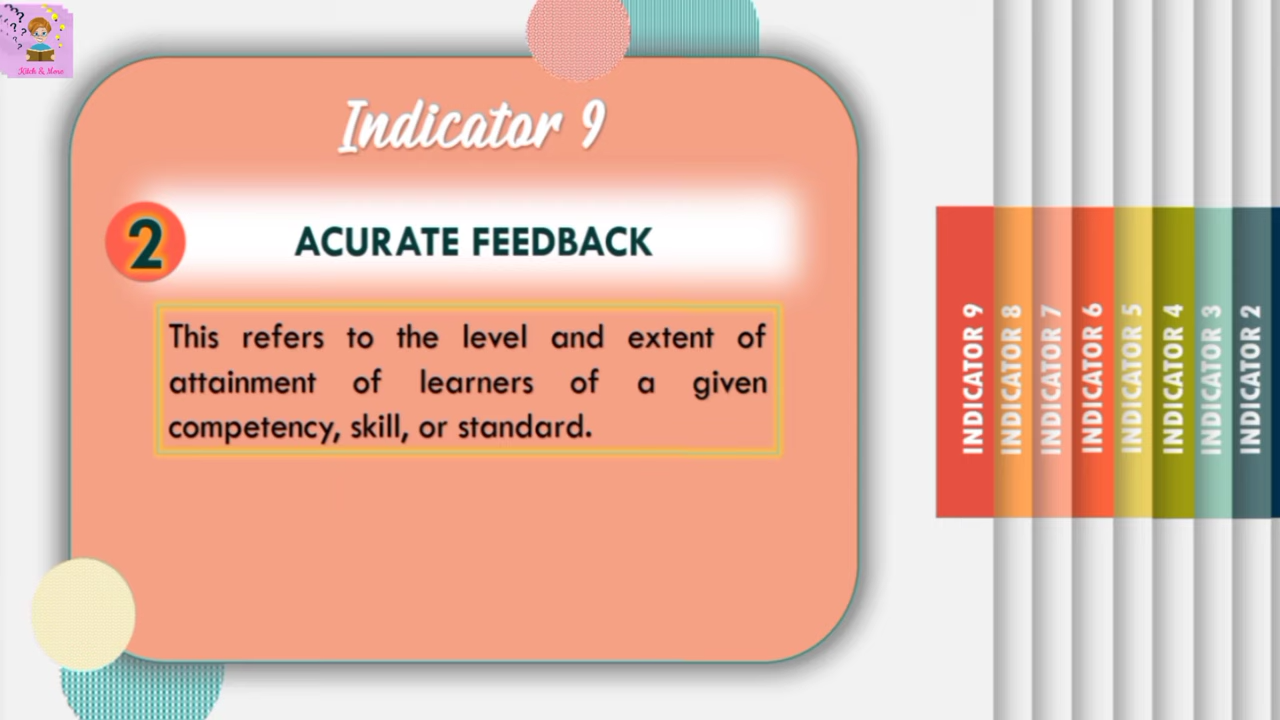 ???
? ?
? ?
Kitch & More
Indicator 9
2
ACURATE FEEDBACK
This refers to the level and extent of
attainment of learners of a given
competency, skill, or standard.
INDICATOR 9
INDICATOR 8
INDICATOR 7
INDICATOR 6
INDICATOR 5
INDICATOR 4
INDICATOR 3
INDICATOR 2